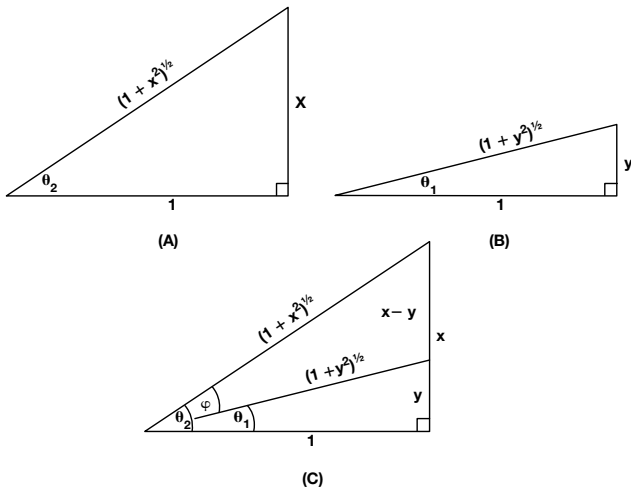 (1 + x²)^½
X
θ₂
1
(A)
(1 + y²)^½
y
θ₁
1
(B)
(1 + x²)^½
x – y
x
(1 + y²)^½
y
φ
θ₂
θ₁
1
(C)